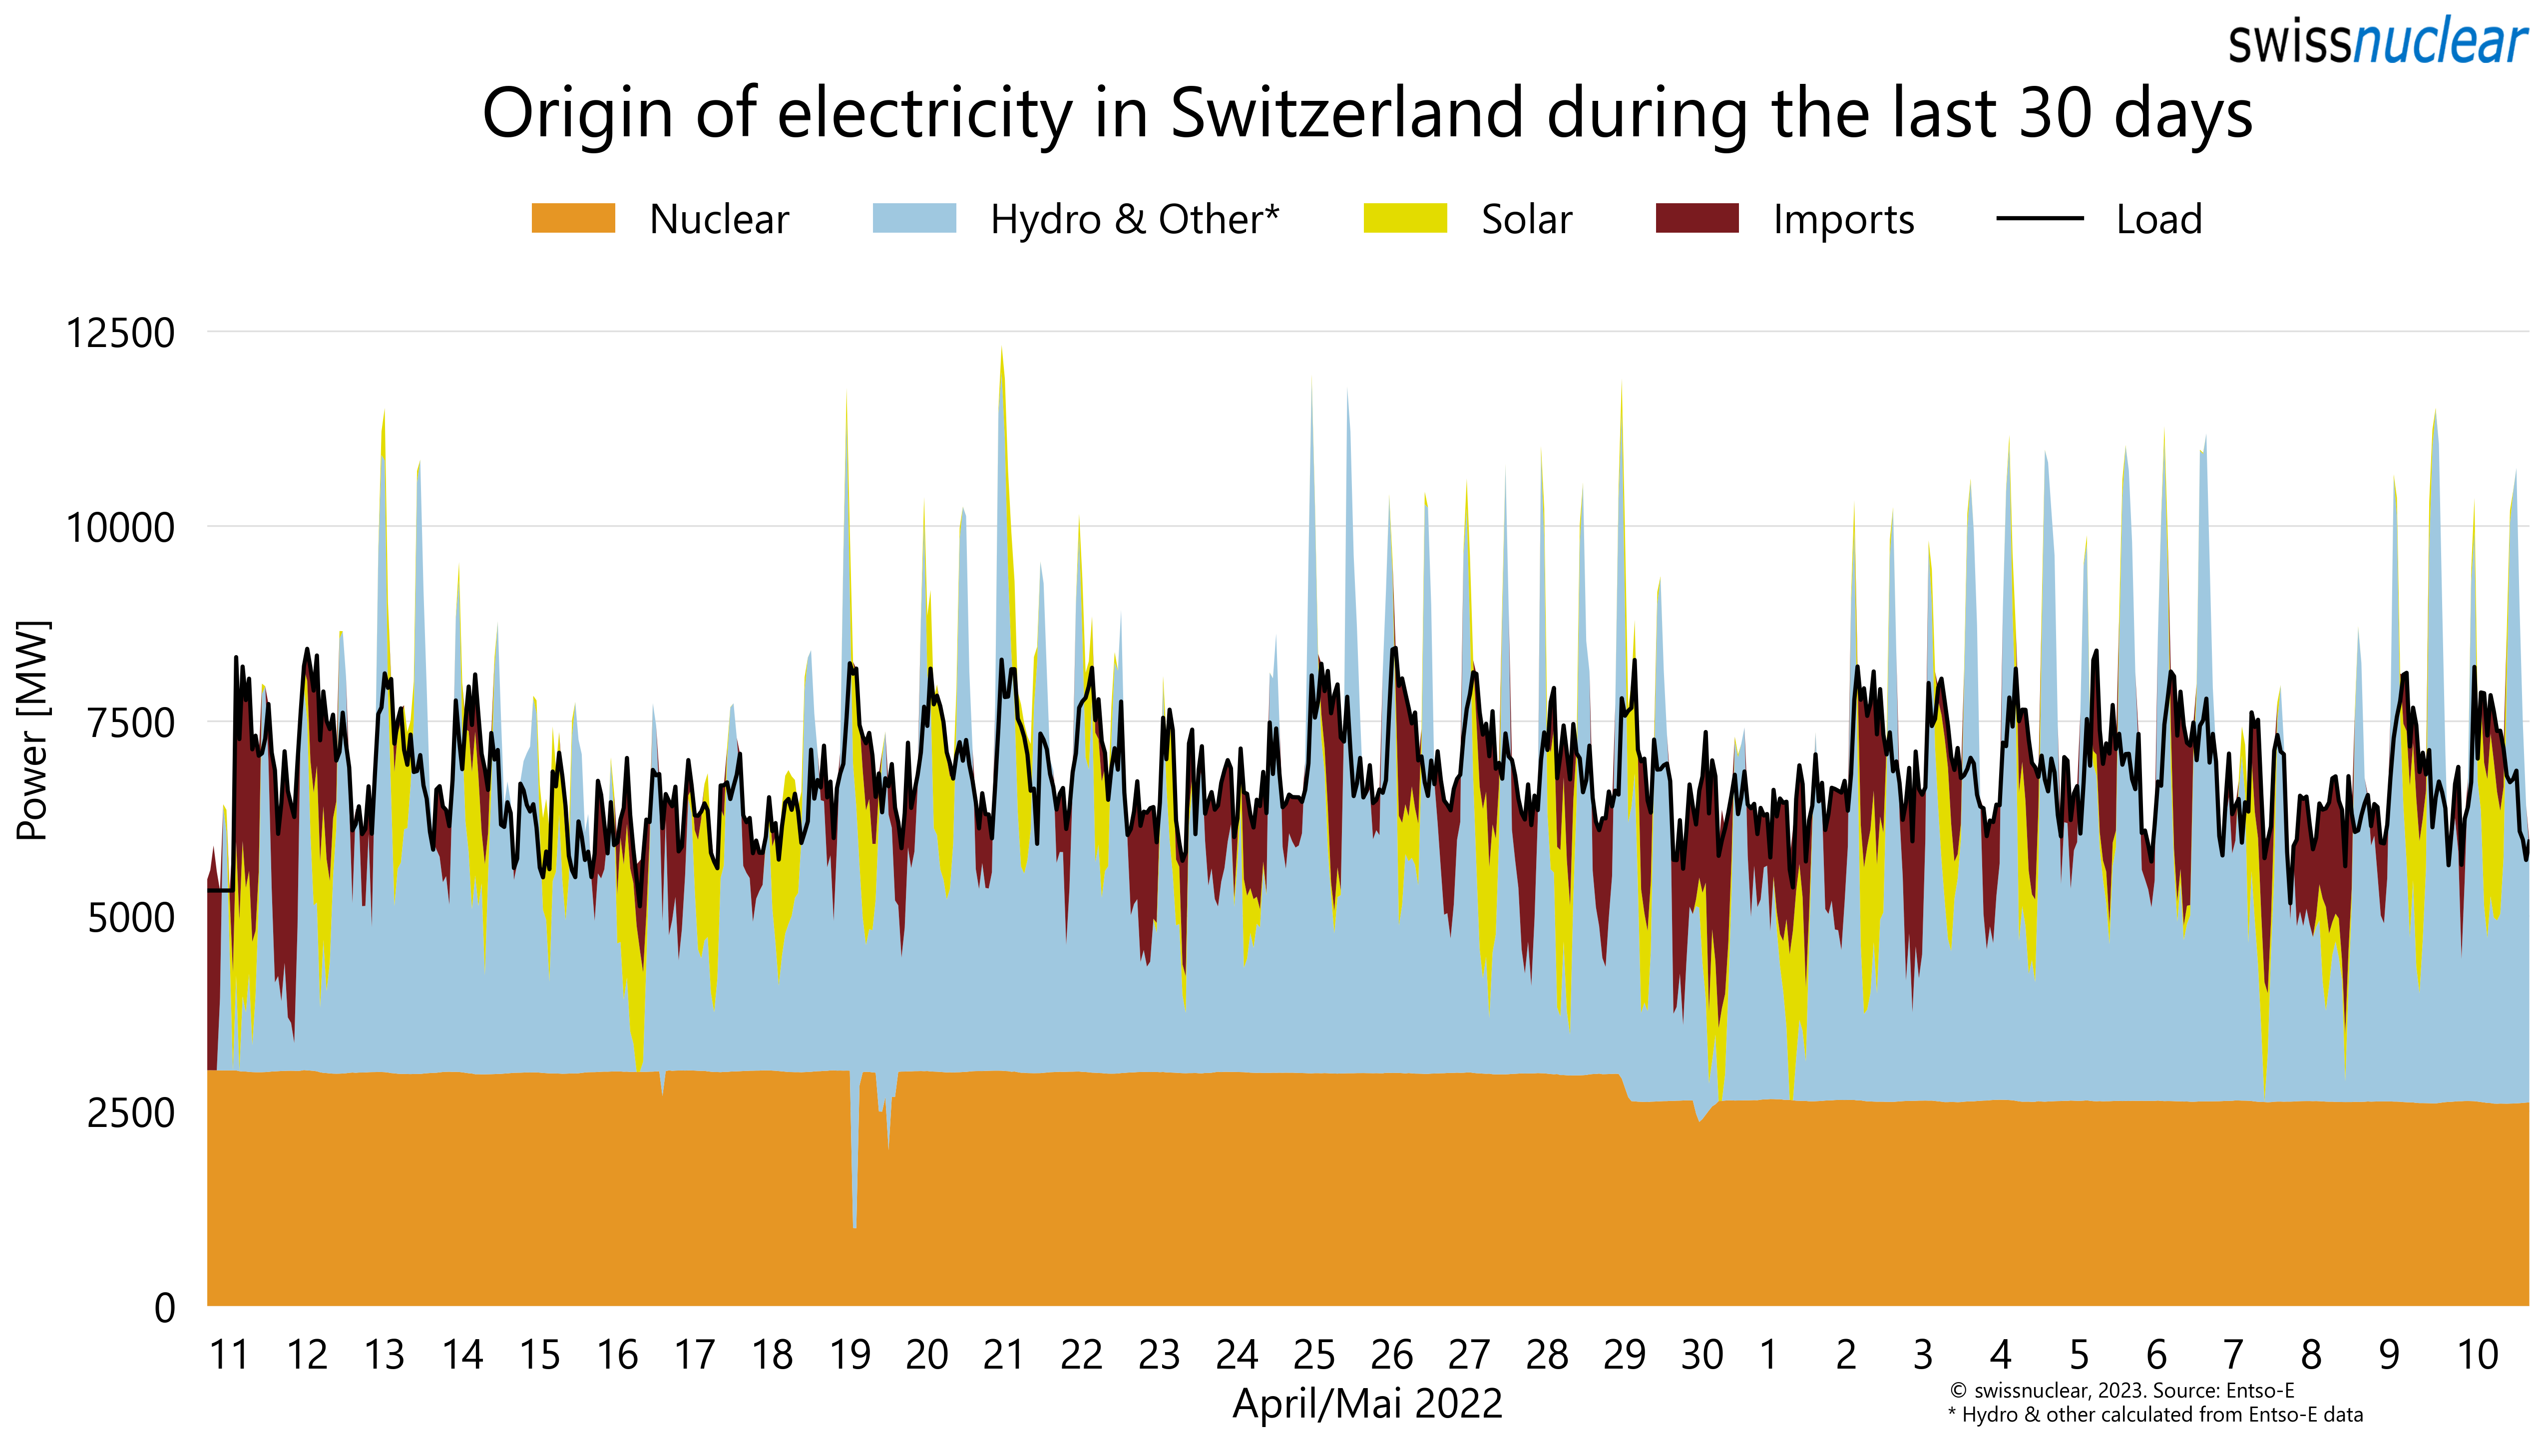 swissnuclear
Origin of electricity in Switzerland during the last 30 days
Nuclear Hydro & Other* Solar Imports Load
12500
10000
7500
5000
2500
0
Power [MW]
11 12 13 14 15 16 17 18 19 20 21 22 23 24 25 26 27 28 29 30 1 2 3 4 5 6 7 8 9 10
April/Mai 2022
© swissnuclear, 2023. Source: Entso-E
* Hydro & other calculated from Entso-E data